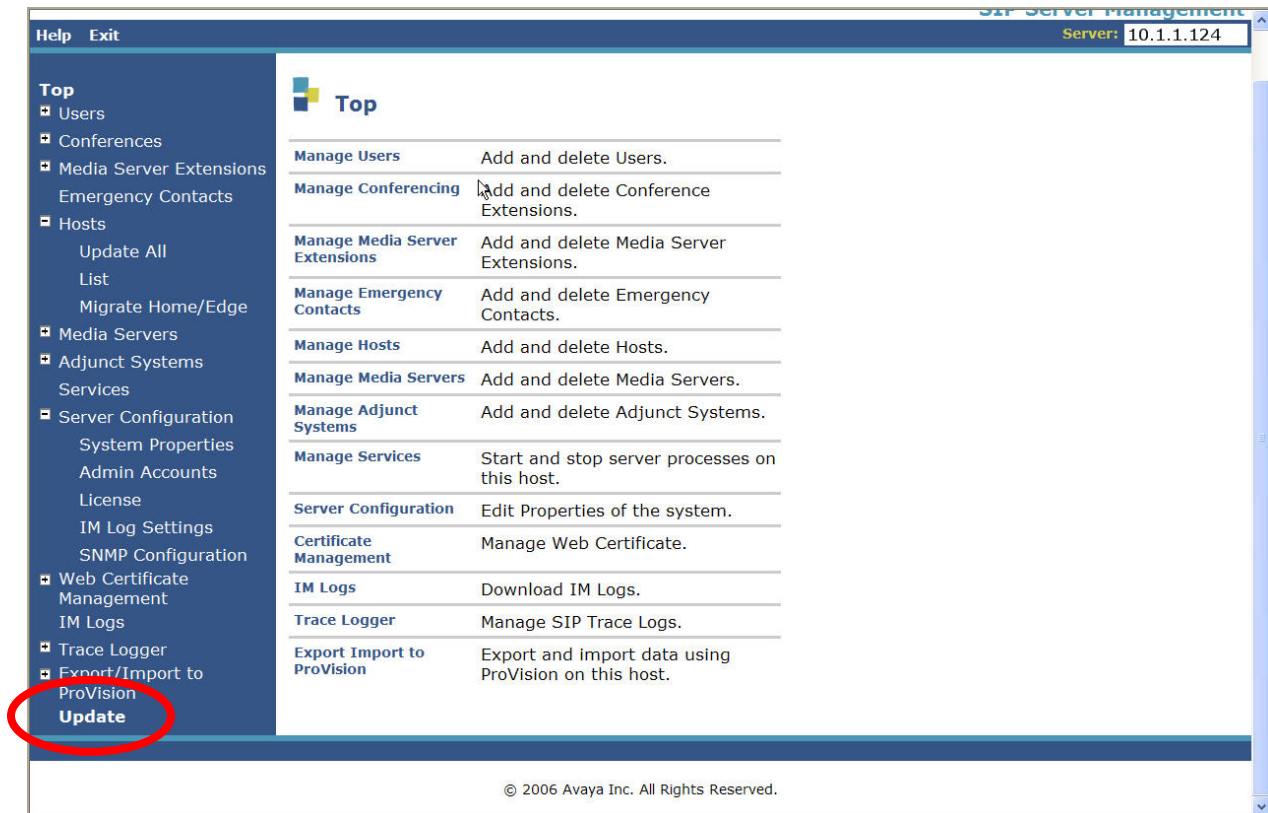 SIP Server Management
Help Exit
Server: 10.1.1.124
Top
Users
Conferences
Media Server Extensions
Emergency Contacts
Hosts
Update All
List
Migrate Home/Edge
Media Servers
Adjunct Systems
Services
Server Configuration
System Properties
Admin Accounts
License
IM Log Settings
SNMP Configuration
Web Certificate
Management
IM Logs
Trace Logger
Export/Import to
ProVision
Update
Top
Manage Users Add and delete Users.
Manage Conferencing Add and delete Conference
Extensions.
Manage Media Server Add and delete Media Server
Extensions Extensions.
Manage Emergency Add and delete Emergency
Contacts Contacts.
Manage Hosts Add and delete Hosts.
Manage Media Servers Add and delete Media Servers.
Manage Adjunct Add and delete Adjunct Systems.
Systems
Manage Services Start and stop server processes on
this host.
Server Configuration Edit Properties of the system.
Certificate Manage Web Certificate.
Management
IM Logs Download IM Logs.
Trace Logger Manage SIP Trace Logs.
Export Import to Export and import data using
ProVision ProVision on this host.
© 2006 Avaya Inc. All Rights Reserved.